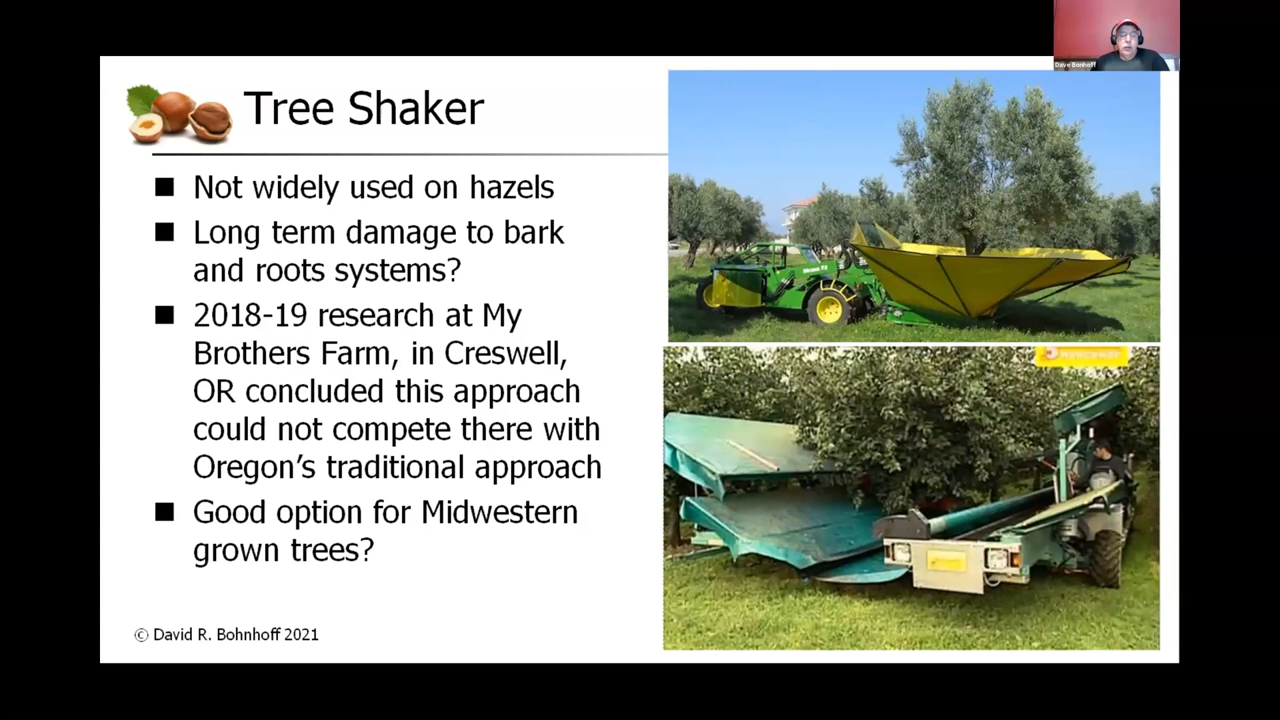 Dave Bonhoff
Tree Shaker
■ Not widely used on hazels
■ Long term damage to bark
and roots systems?
■ 2018-19 research at My
Brothers Farm, in Creswell,
OR concluded this approach
could not compete there with
Oregon's traditional approach
■ Good option for Midwestern
grown trees?
© David R. Bohnhoff 2021